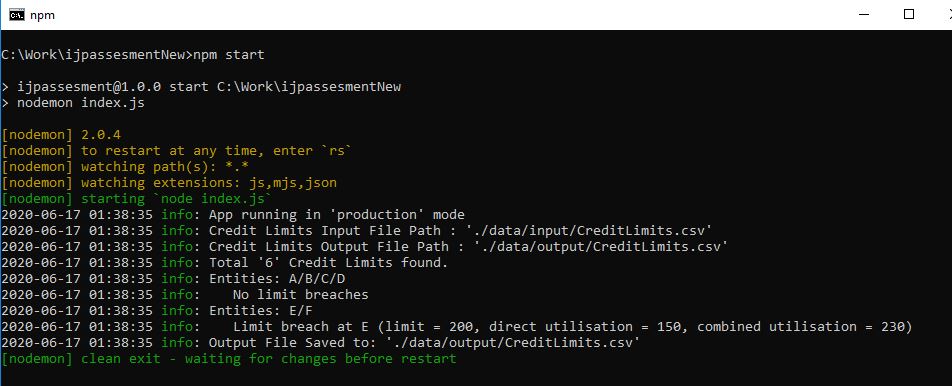 npm
C:\Work\ijpassesmentNew>npm start
> ijpassesment@1.0.0 start C:\Work\ijpassesmentNew
> nodemon index.js
[nodemon] 2.0.4
[nodemon] to restart at any time, enter `rs`
[nodemon] watching path(s): *.*
[nodemon] watching extensions: js,mjs,json
[nodemon] starting `node index.js`
2020-06-17 01:38:35 info: App running in 'production' mode
2020-06-17 01:38:35 info: Credit Limits Input File Path : './data/input/CreditLimits.csv'
2020-06-17 01:38:35 info: Credit Limits Output File Path : './data/output/CreditLimits.csv'
2020-06-17 01:38:35 info: Total '6' Credit Limits found.
2020-06-17 01:38:35 info: Entities: A/B/C/D
2020-06-17 01:38:35 info:    No limit breaches
2020-06-17 01:38:35 info: Entities: E/F
2020-06-17 01:38:35 info:    Limit breach at E (limit = 200, direct utilisation = 150, combined utilisation = 230)
2020-06-17 01:38:35 info: Output File Saved to: './data/output/CreditLimits.csv'
[nodemon] clean exit - waiting for changes before restart